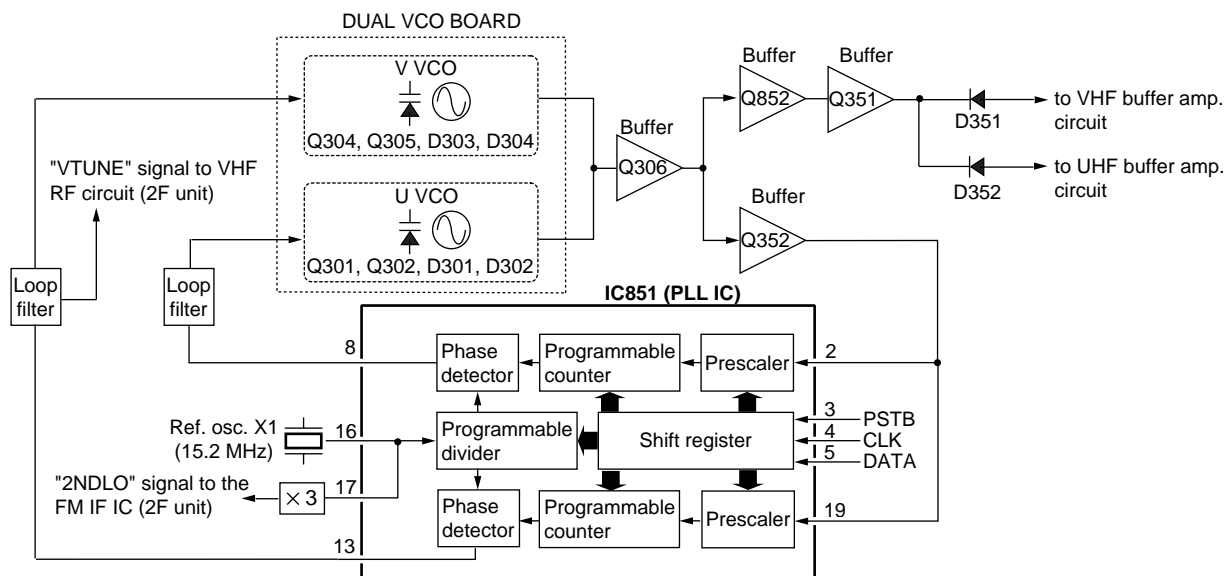 DUAL VCO BOARD
V VCO
Q304, Q305, D303, D304
U VCO
Q301, Q302, D301, D302
Buffer
Q306
Buffer
Q852
Buffer
Q351
D351
to VHF buffer amp.
circuit
D352
to UHF buffer amp.
circuit
Buffer
Q352
"VTUNE" signal to VHF
RF circuit (2F unit)
Loop
filter
Loop
filter
IC851 (PLL IC)
8
Phase
detector
Programmable
counter
Prescaler
2
Ref. osc. X1
(15.2 MHz)
16
Programmable
divider
Shift register
3
PSTB
4
CLK
5
DATA
"2NDLO" signal to the
FM IF IC (2F unit)
× 3
17
Phase
detector
Programmable
counter
Prescaler
19
13